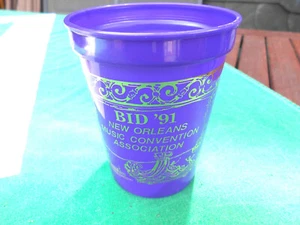 BID '91
NEW ORLEANS
MUSIC CONVENTION
ASSOCIATION